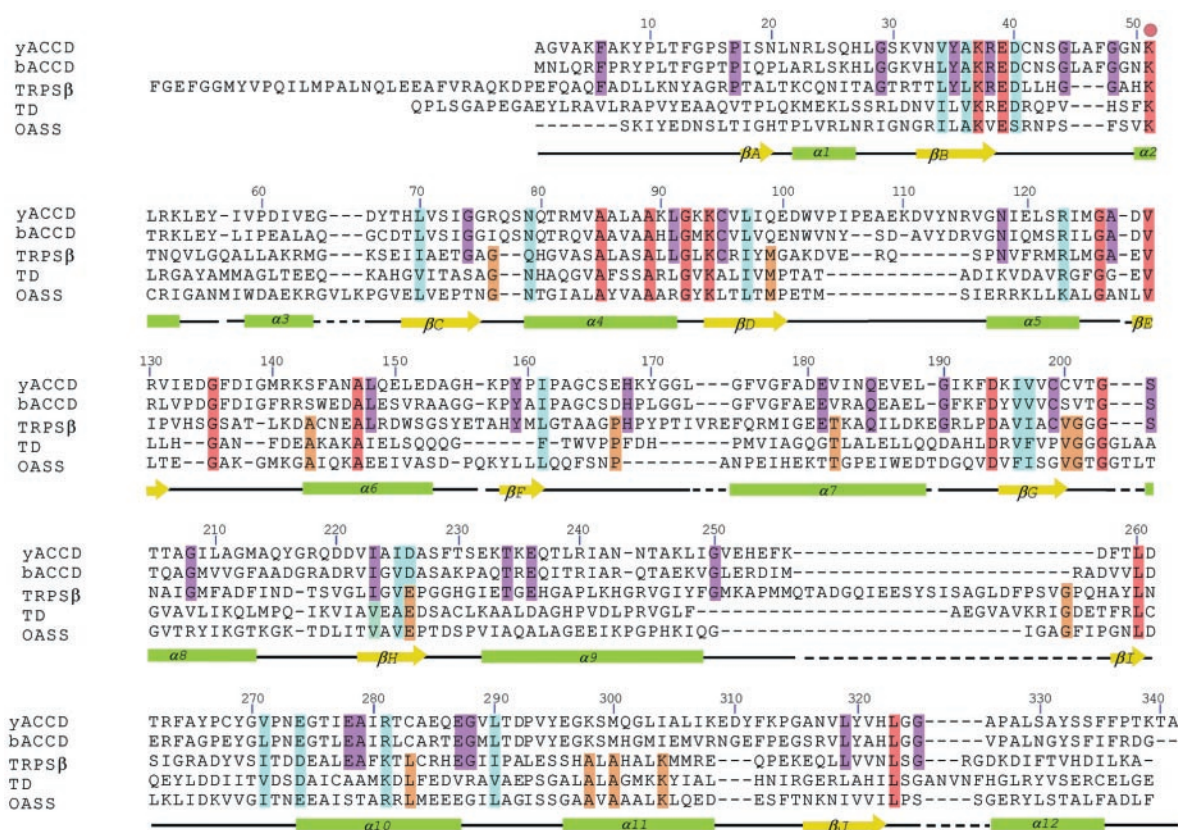 10 20 30 40 50
yACCD AGVAKFAKYPLTFGPSPISNLNRLSQHLGSKVNVYAKREDCNSGLAFGGNK
bACCD MNLQRFPRYPLTFGPTPIQPLARLSKHLGGKVHLYAKREDCNSGLAFGGNK
TRPSβ FGEFGGMYVPQILMPALNQLEEAFVRAQKDPEFQAQFADLLKNYAGRPTALTKCQNITAGTRTTLYLKREDLLHG---GAHK
TD QPLSGAPEGAEYLRAVLRAPVYEAAQVTPLQKMEKLSSRLDNVILVKREDRQPV---HSFK
OASS -------SKIYEDNSLTIGHTPLVRLNRIGNGRILAKVESRNPS---FSVK
βA α1 βB α2
60 70 80 90 100 110 120
yACCD LRKLEY-IVPDIVEG---DYTHLVSIGGRQSNQTRMVAALAAKLGKKCVLIQEDWVPIPEAEKDVYNRVGNIELSRIMGA-DV
bACCD TRKLEY-LIPEALAQ---GCDTLVSIGGIQSNQTRQVAAVAAHLGMKCVLVQENWVNY-SD-AVYDRVGNIQMSRILGA-DV
TRPSβ TNQVLGQALLAKRMG---KSEIIAETGAG-QHGVASALASALLGLKCRIYMGAKDVE-RQ---SPNVFRMRLMGA-EV
TD LRGAYAMMAGLTEEQ---KAHGVITASAG-NHAQGVAFSSARLGVKALIVMPTAT-----ADIKVDAVRGFGG-EV
OASS CRIGANMIWDAEKRGVLKPGVELVEPTNG-NTGIALAYVAAARGYKLTLTMPETM-----SIERRKLLKALGANLV
α3 βC α4 βD α5 βE
130 140 150 160 170 180 190 200
yACCD RVIEDGFDIGMRKSFANALQELEDAGH-KPYPIPAGCSEHKYGGL---GFVGFADEVINQEVEL-GIKFDKIVVCCVTG---S
bACCD RLVPDGFDIGFRRSWEDALESVRAAGG-KPYAIPAGCSDHPLGGL---GFVGFAEEVRAQEAEL-GFKFDYVVVCSVTG---S
TRPSβ IPVHSGSAT-LKDACNEALRDWSGSYETAHYMLGTAAGPHPYPTIVREFQRMIGEETKAQILDKEGRLPDAVIACVGGG---S
TD LLH-GAN-FDEAKAKAIELSQQQG----FTWVPPFDH---PMVIAGQGTLALELLQQDAHLDRVFVPVGGGGLAA
OASS LTE-GAK-GMKGAIQKAEEIVASD-PQKYLLLQQFSNP-----ANPEIHEKTTGPEIWEDTDGQVDVFISGVGTGGTLT
βF α6 α7 βG
210 220 230 240 250 260
yACCD TTAGILAGMAQYGRQDDVIAIDASFTSEKTKEQTLRIAN-NTAKLIGVEHEFK----------------------DFTLD
bACCD TQAGMVVGFAADGRADRVIGVDASAKPAQTREQITRIAR-QTAEKVGLERDIM----------------------RADVVLD
TRPSβ NAIGMFADFIND-TSVGLIGVEPGGHGIETGEHGAPLKHGRVGIYFGMKAPMMQTADGQIEESYSISAGLDFPSVGPQHAYLN
TD GVAVLIKQLMPQ-IKVIAVEAEDSACLKAALDAGHPVDLPRVGLF--------------AEGVAVKRIGDETFRLC
OASS GVTRYIKGTKGK-TDLITVAVEPTDSPVIAQALAGEEIKPGPHKIQG-----------------IGAGFIPGNLD
α8 βH α9 βI
270 280 290 300 310 320 330 340
yACCD TRFAYPCYGVPNEGTIEAIRTCAEQEGVLTDPVYEGKSMQGLIALIKEDYFKPGANVLYVHLGG-----APALSAYSSFFPTKTA
bACCD ERFAGPEYGLPNEGTLEAIRLCARTEGMLTDPVYEGKSMHGMIEMVRNGEFPEGSRVLYAHLGG-----VPALNGYSFIFRDG-
TRPSβ SIGRADYVSITDDEALEAFKTLCRHEGIIPALESSHALAHALKMMRE---QPEKEQLLVVNLSG---RGDKDIFTVHDILKA-
TD QEYLDDIITVDSDAICAAMKDLFEDVRAVAEPSGALALAGMKKYIAL---HNIRGERLAHILSGANVNFHGLRYVSERCELGE
OASS LKLIDKVVGITNEEAISTARRLMEEEGILAGISSGAAVAAALKLQED---ESFTNKNIVVILPS----SGERYLSTALFADLF
α10 α11 βJ α12